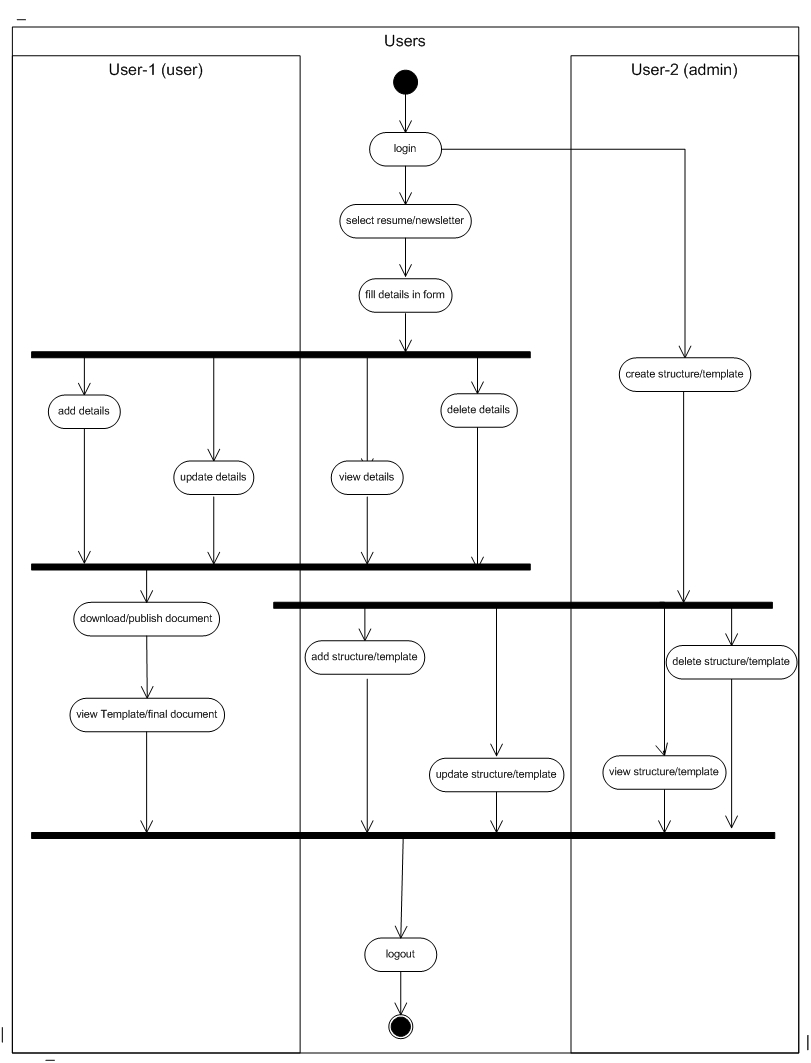 Users
User-1 (user)
User-2 (admin)
login
select resume/newsletter
fill details in form
create structure/template
add details
delete details
update details
view details
download/publish document
add structure/template
delete structure/template
view Template/final document
update structure/template
view structure/template
logout